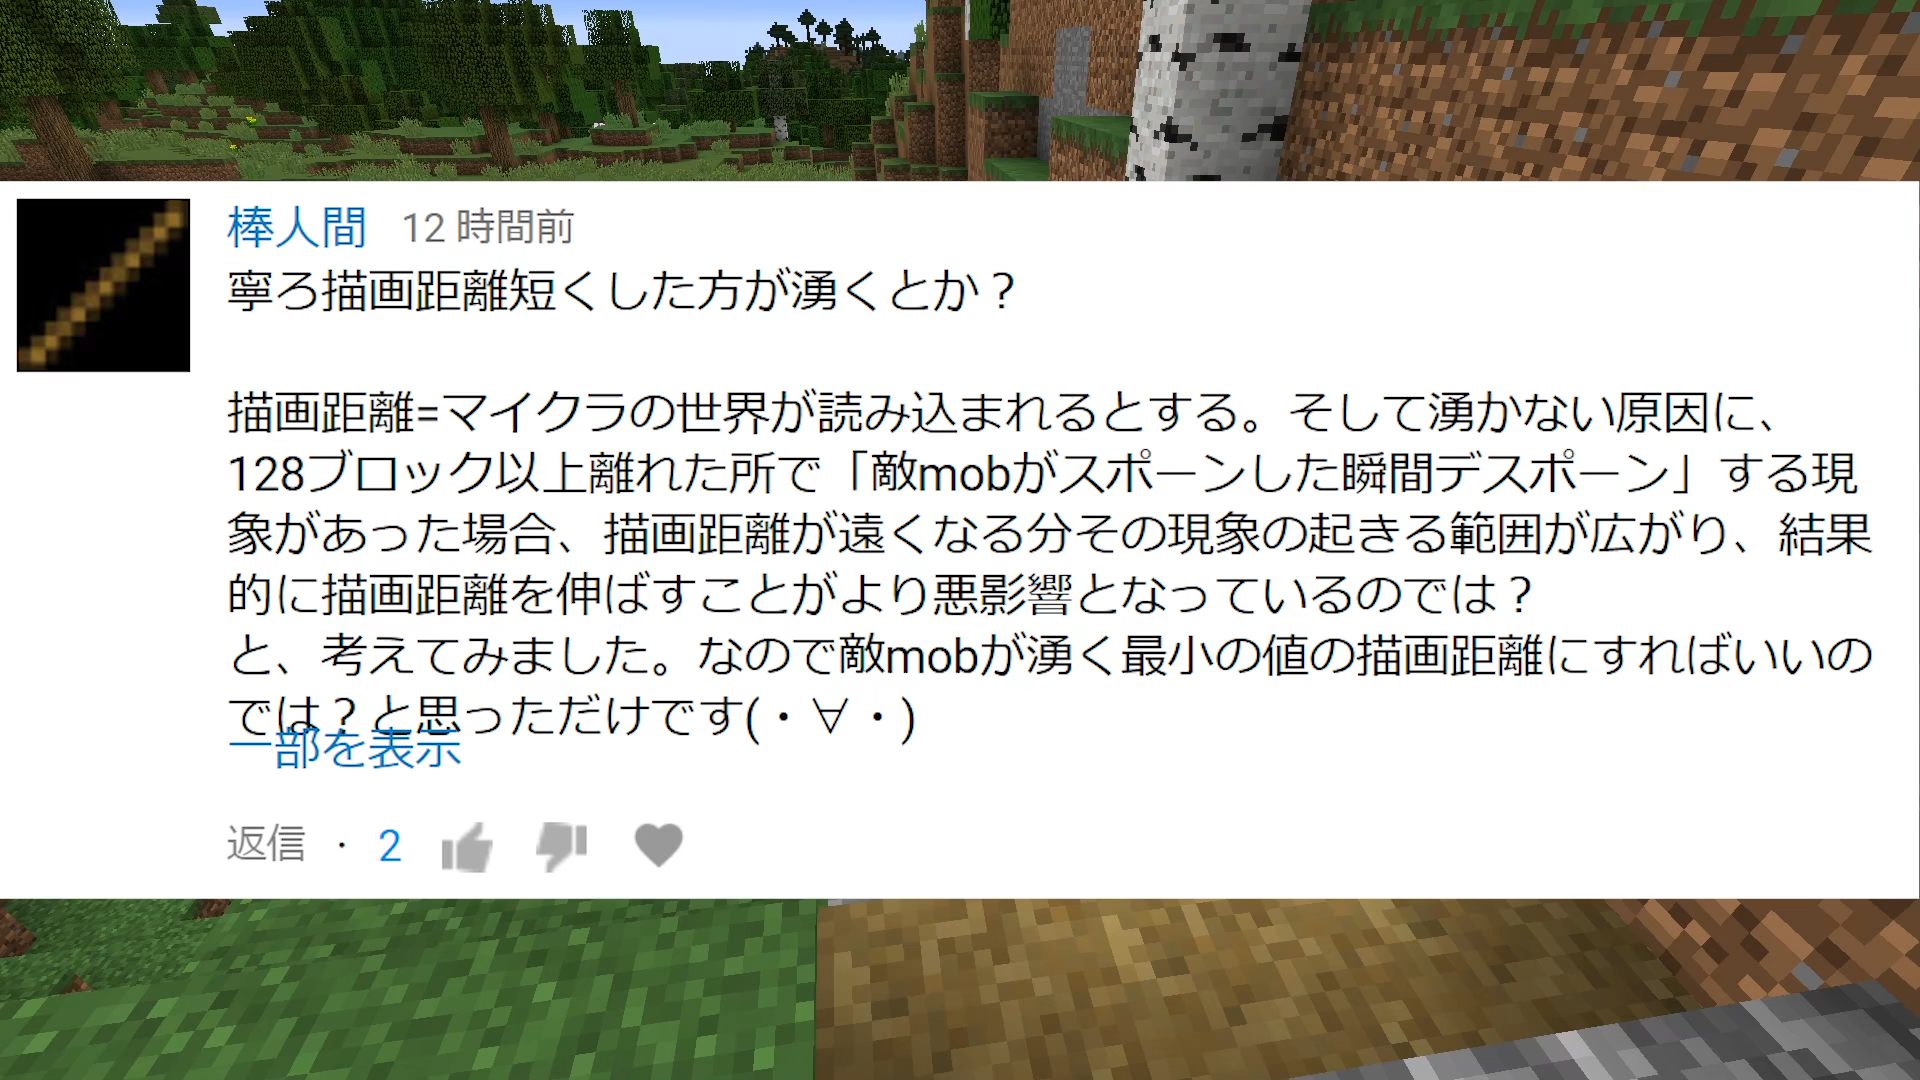 棒人間 12 時間前
寧ろ描画距離短くした方が湧くとか？
描画距離=マイクラの世界が読み込まれるとする。そして湧かない原因に、
128ブロック以上離れた所で「敵mobがスポーンした瞬間デスポーン」する現
象があった場合、描画距離が遠くなる分その現象の起きる範囲が広がり、結果
的に描画距離を伸ばすことがより悪影響となっているのでは？
と、考えてみました。なので敵mobが湧く最小の値の描画距離にすればいいの
では？と思っただけです(・∀・)
一部を表示
返信 · 2